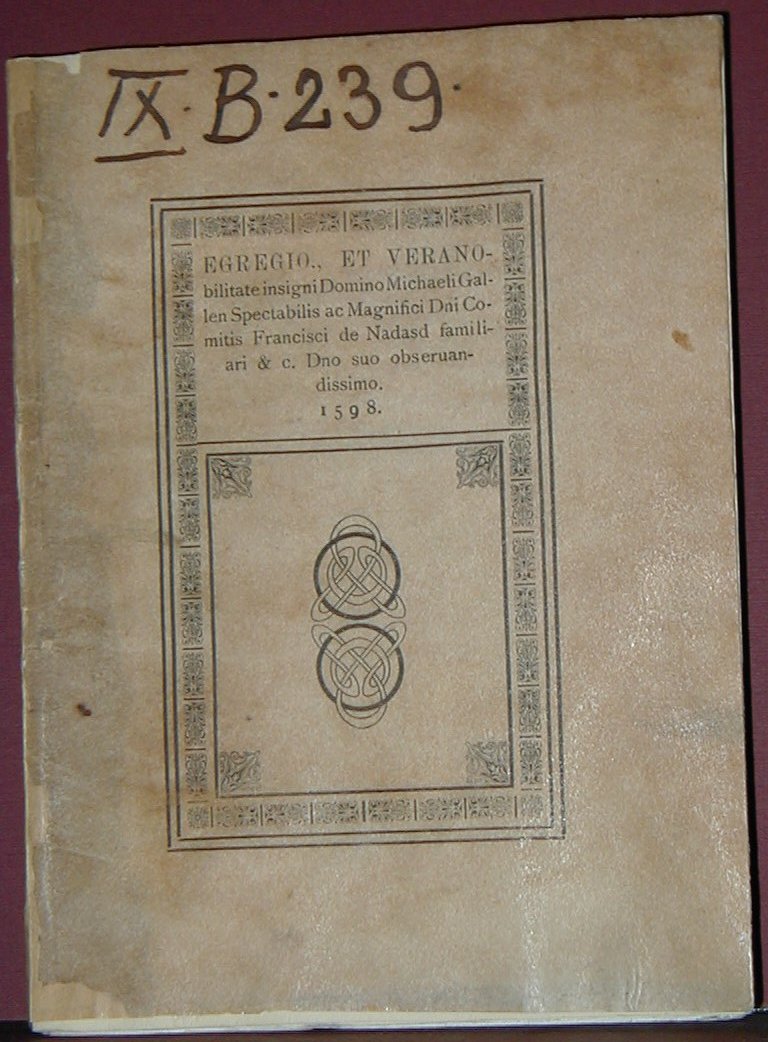 IX. B. 239.
EGREGIO., ET VERANO-
bilitate insigni Domino Michaeli Gal-
len Spectabilis ac Magnifici Dni Co-
mitis Francisci de Nadasd famili-
ari & c. Dno suo obseruan-
dissimo.
1598.